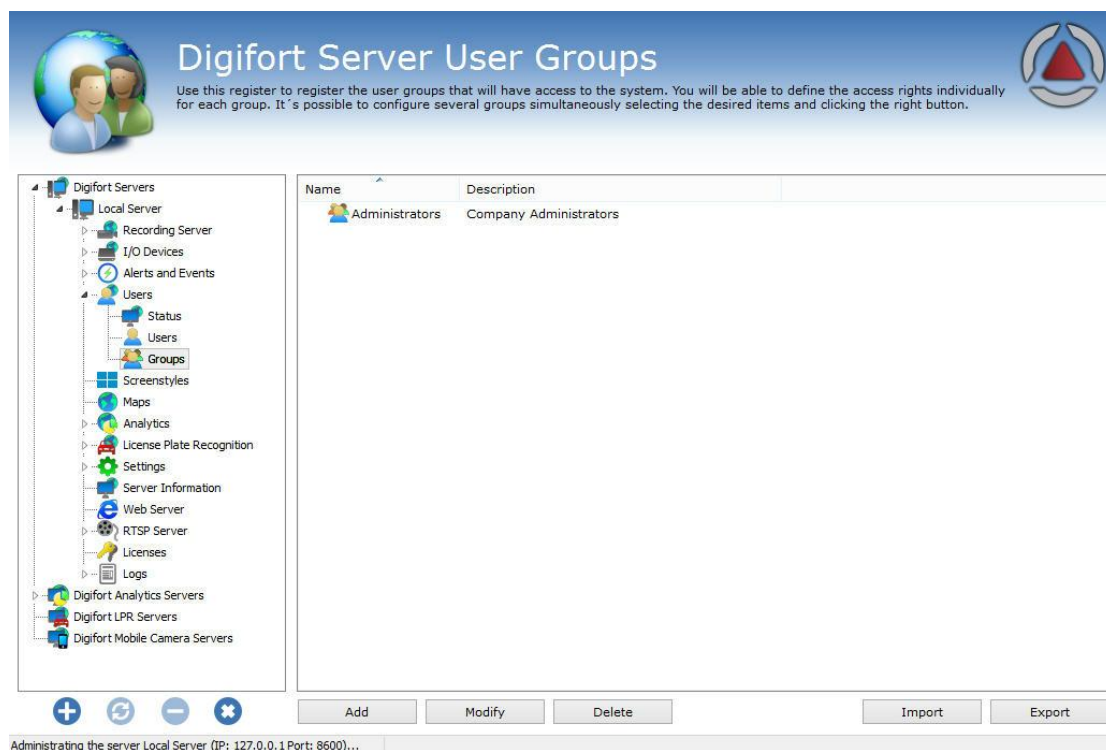 Digifort Server User Groups
Use this register to register the user groups that will have access to the system. You will be able to define the access rights individually
for each group. It´s possible to configure several groups simultaneously selecting the desired items and clicking the right button.
Digifort Servers
Local Server
Recording Server
I/O Devices
Alerts and Events
Users
Status
Users
Groups
Screenstyles
Maps
Analytics
License Plate Recognition
Settings
Server Information
Web Server
RTSP Server
Licenses
Logs
Digifort Analytics Servers
Digifort LPR Servers
Digifort Mobile Camera Servers
Name Description
Administrators Company Administrators
Add Modify Delete Import Export
Administrating the server Local Server (IP: 127.0.0.1 Port: 8600)...